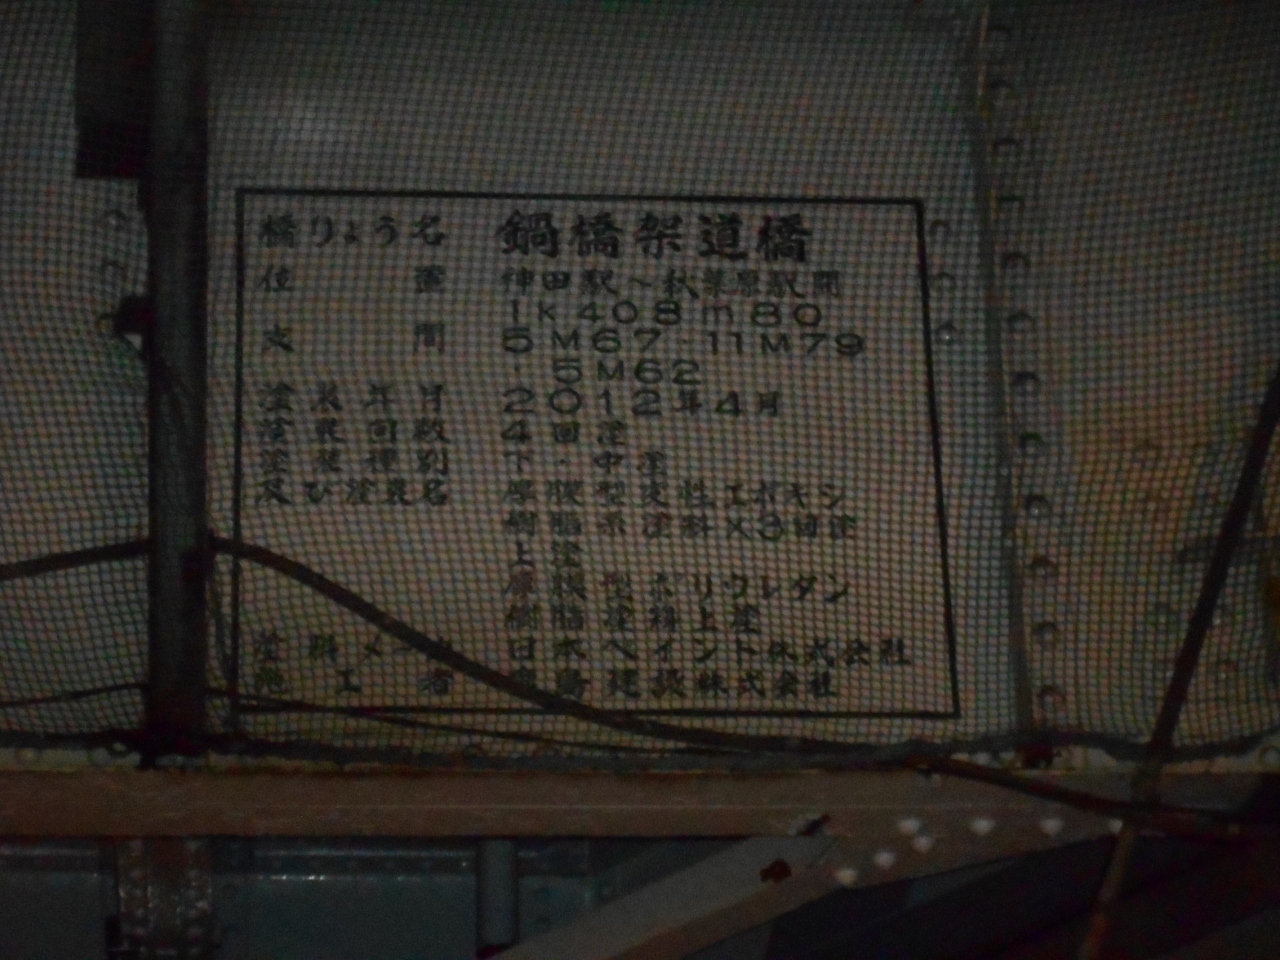 橋りょう名 鍋橋架道橋
位置 神田駅～秋葉原駅間
1k408m80
支間 5M67・11M79
・5M62
塗装年月 2012年4月
塗装回数 4回塗
塗装種別 下・中塗
及び塗装名 厚膜型変性エポキシ
樹脂系塗料×3回塗
上塗
厚膜型ポリウレタン
樹脂塗料上塗
塗料メーカ 日本ペイント株式会社
施工者 建設株式会社